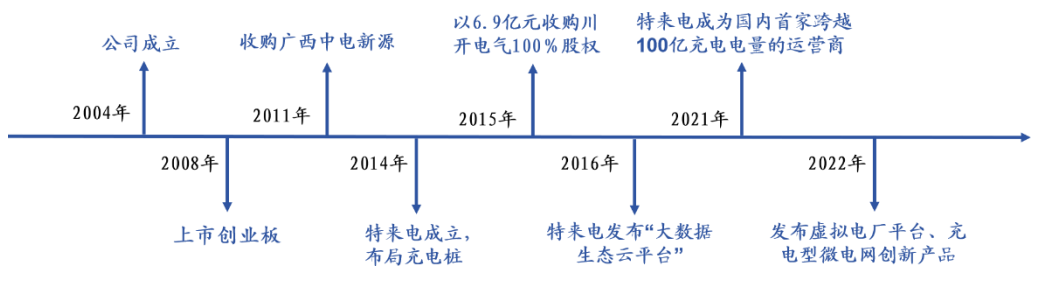 以6.9亿元收购川
开电气100%股权
特来电成为国内首家跨越
100亿充电电量的运营商
公司成立
收购广西中电新源
2004年
2011年
2015年
2021年
2008年
2014年
2016年
2022年
上市创业板
特来电成立，
布局充电桩
特来电发布“大数据
生态云平台”
发布虚拟电厂平台、充
电型微电网创新产品